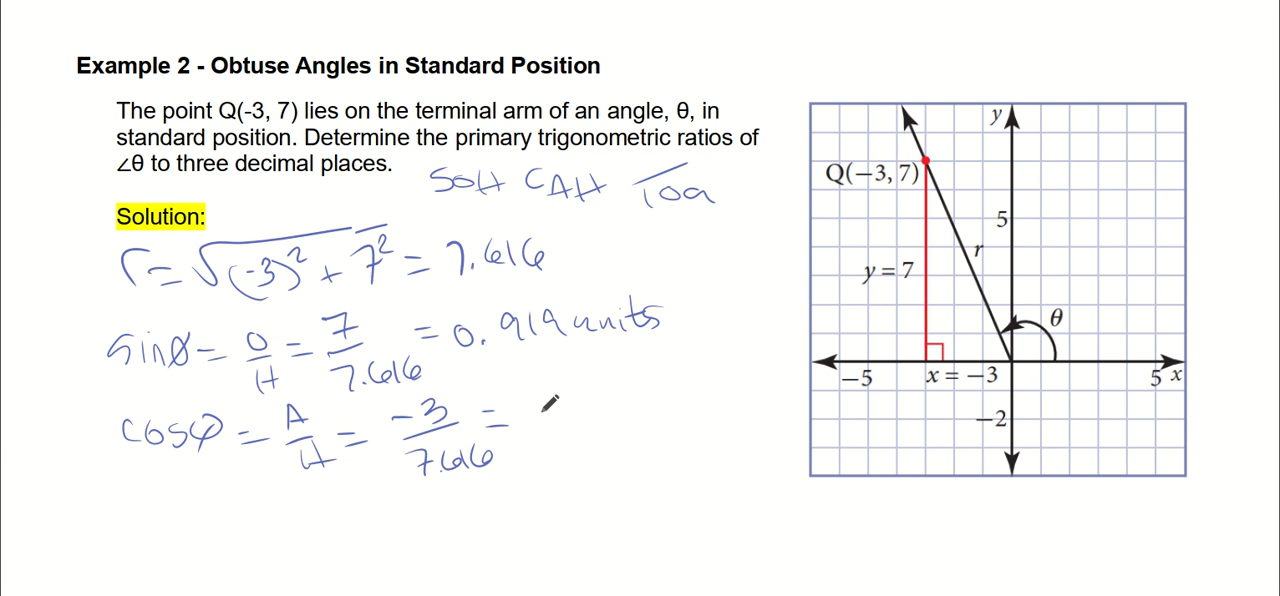 Example 2 - Obtuse Angles in Standard Position
The point Q(-3, 7) lies on the terminal arm of an angle, θ, in
standard position. Determine the primary trigonometric ratios of
∠θ to three decimal places.
SOH CAH TOA
Solution:
r = √(-3)² + 7² = 7.616
sinθ = O/H = 7/7.616 = 0.919 units
cosφ = A/H = -3/7.616 =
y
Q(−3, 7)
5
r
y = 7
θ
−5
x = −3
5 x
−2